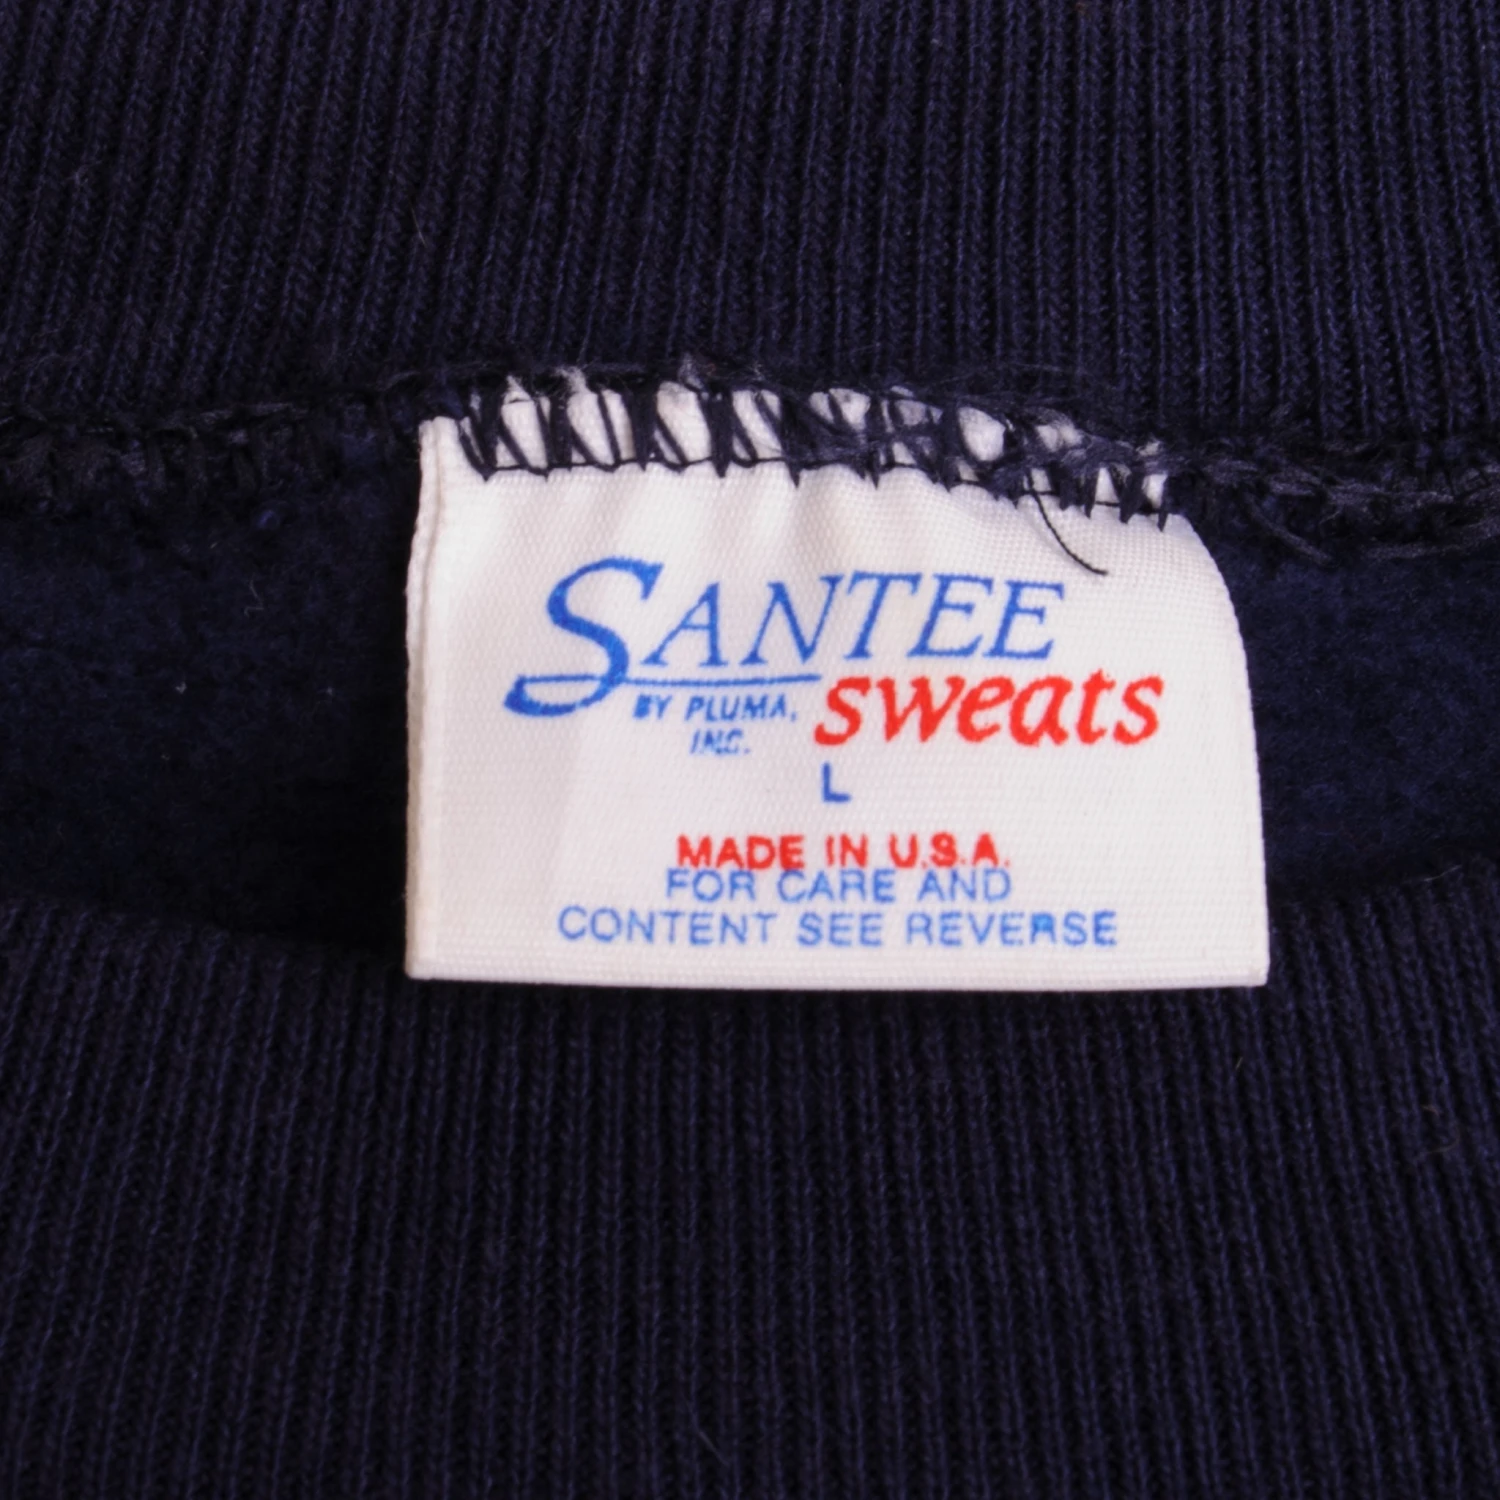 SANTEE
BY PLUMA, sweats
INC.
L
MADE IN U.S.A.
FOR CARE AND
CONTENT SEE REVERSE